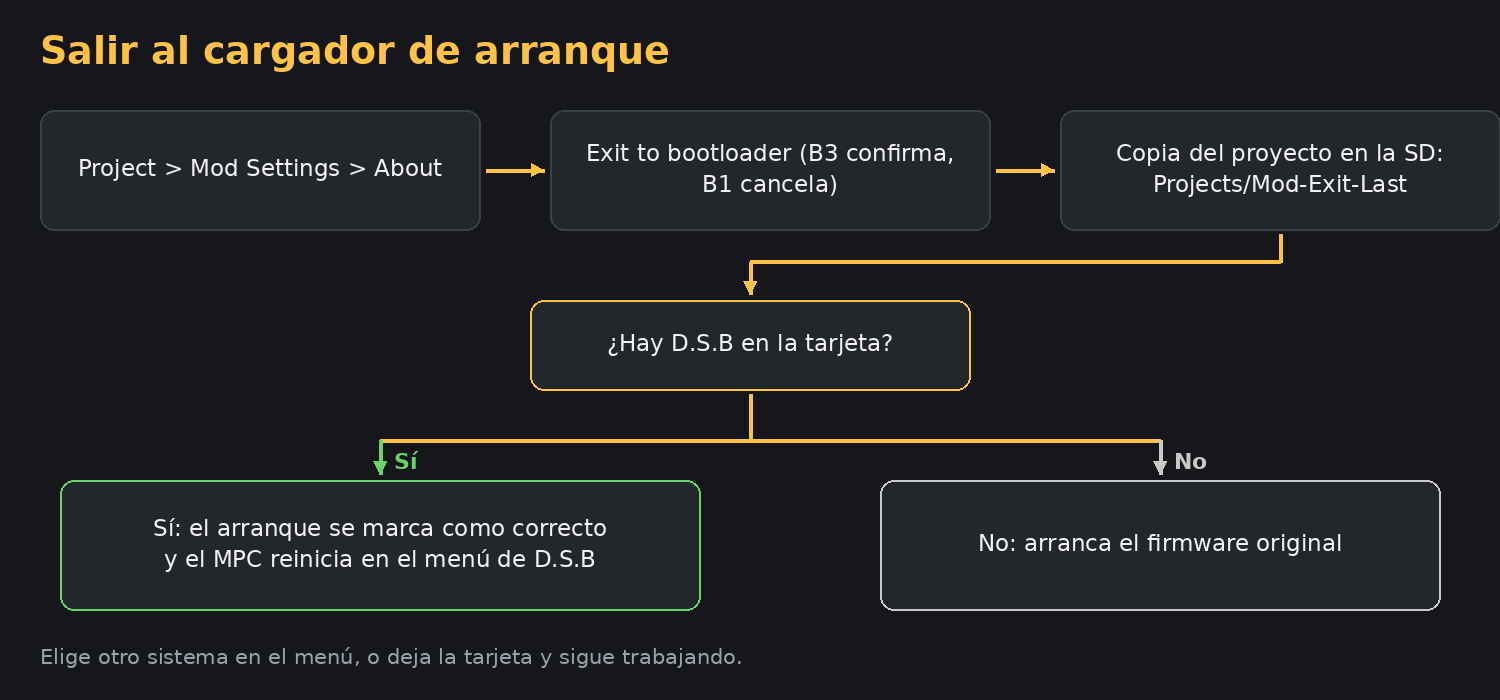 Salir al cargador de arranque
Project > Mod Settings > About
Exit to bootloader (B3 confirma,
B1 cancela)
Copia del proyecto en la SD:
Projects/Mod-Exit-Last
¿Hay D.S.B en la tarjeta?
Sí
No
Sí: el arranque se marca como correcto
y el MPC reinicia en el menú de D.S.B
No: arranca el firmware original
Elige otro sistema en el menú, o deja la tarjeta y sigue trabajando.